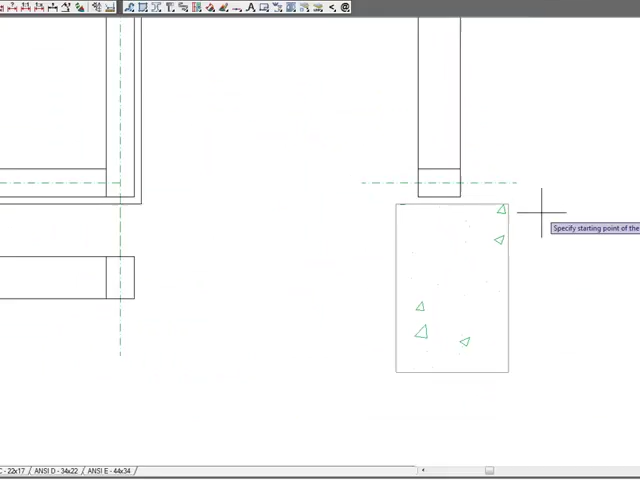 Specify starting point of the
C - 22x17 / ANSI D - 34x22 / ANSI E - 44x34 /